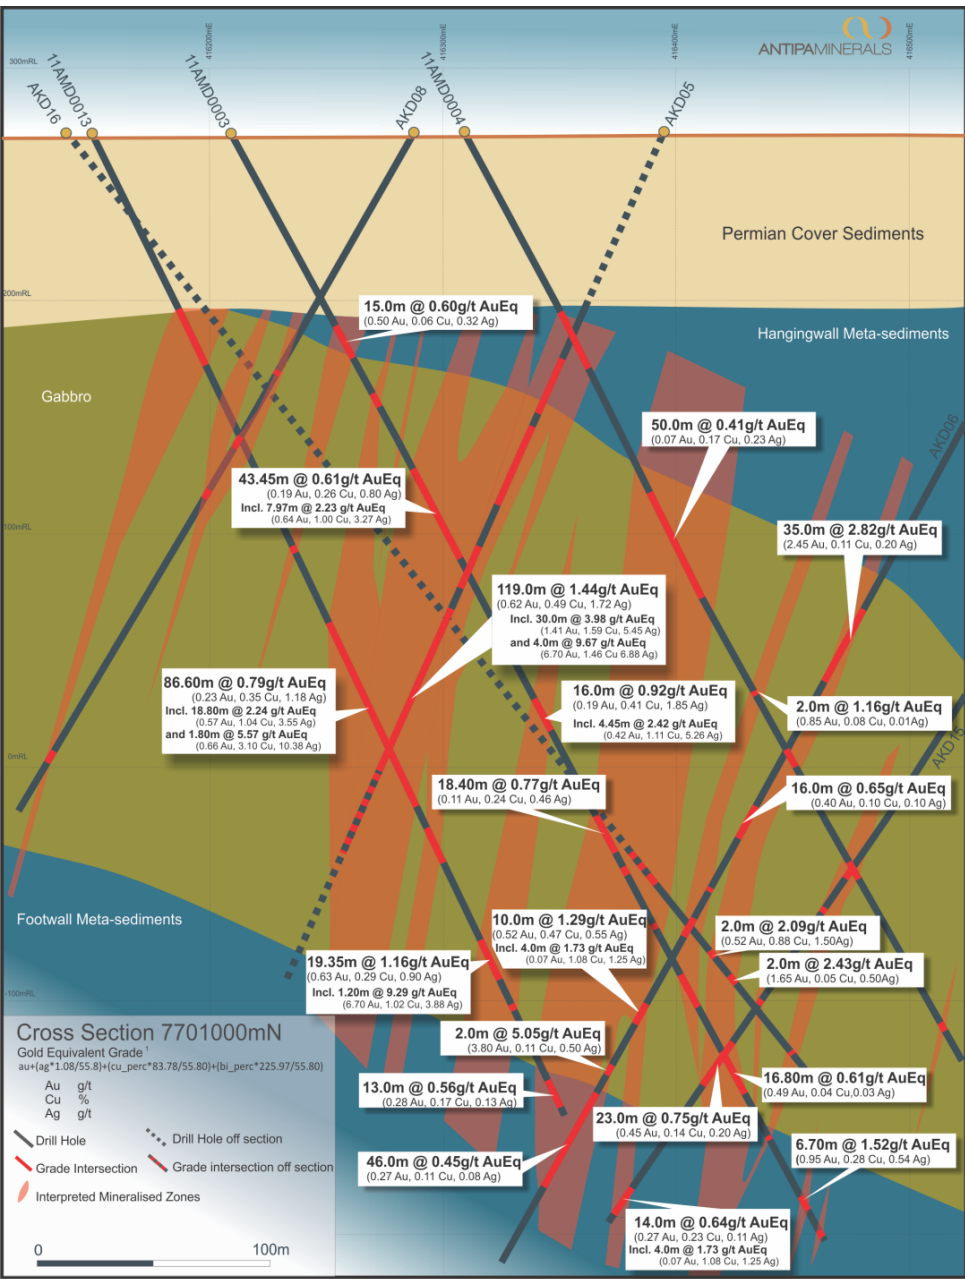 416200mE
416300mE
416400mE
416500mE
ANTIPAMINERALS
300mRL
AKD16
11AMD0013
11AMD0003
AKD08
11AMD0004
AKD05
Permian Cover Sediments
200mRL
15.0m @ 0.60g/t AuEq
(0.50 Au, 0.06 Cu, 0.32 Ag)
Hangingwall Meta-sediments
Gabbro
50.0m @ 0.41g/t AuEq
(0.07 Au, 0.17 Cu, 0.23 Ag)
AKD06
43.45m @ 0.61g/t AuEq
(0.19 Au, 0.26 Cu, 0.80 Ag)
Incl. 7.97m @ 2.23 g/t AuEq
(0.64 Au, 1.00 Cu, 3.27 Ag)
100mRL
35.0m @ 2.82g/t AuEq
(2.45 Au, 0.11 Cu, 0.20 Ag)
119.0m @ 1.44g/t AuEq
(0.62 Au, 0.49 Cu, 1.72 Ag)
Incl. 30.0m @ 3.98 g/t AuEq
(1.41 Au, 1.59 Cu, 5.45 Ag)
and 4.0m @ 9.67 g/t AuEq
(6.70 Au, 1.46 Cu 6.88 Ag)
86.60m @ 0.79g/t AuEq
(0.23 Au, 0.35 Cu, 1.18 Ag)
Incl. 18.80m @ 2.24 g/t AuEq
(0.57 Au, 1.04 Cu, 3.55 Ag)
and 1.80m @ 5.57 g/t AuEq
(0.66 Au, 3.10 Cu, 10.38 Ag)
16.0m @ 0.92g/t AuEq
(0.19 Au, 0.41 Cu, 1.85 Ag)
Incl. 4.45m @ 2.42 g/t AuEq
(0.42 Au, 1.11 Cu, 5.26 Ag)
2.0m @ 1.16g/t AuEq
(0.85 Au, 0.08 Cu, 0.01Ag)
AKD15
0mRL
18.40m @ 0.77g/t AuEq
(0.11 Au, 0.24 Cu, 0.46 Ag)
16.0m @ 0.65g/t AuEq
(0.40 Au, 0.10 Cu, 0.10 Ag)
Footwall Meta-sediments
10.0m @ 1.29g/t AuEq
(0.52 Au, 0.47 Cu, 0.55 Ag)
Incl. 4.0m @ 1.73 g/t AuEq
(0.07 Au, 1.08 Cu, 1.25 Ag)
2.0m @ 2.09g/t AuEq
(0.52 Au, 0.88 Cu, 1.50Ag)
19.35m @ 1.16g/t AuEq
(0.63 Au, 0.29 Cu, 0.90 Ag)
Incl. 1.20m @ 9.29 g/t AuEq
(6.70 Au, 1.02 Cu, 3.88 Ag)
2.0m @ 2.43g/t AuEq
(1.65 Au, 0.05 Cu, 0.50Ag)
-100mRL
2.0m @ 5.05g/t AuEq
(3.80 Au, 0.11 Cu, 0.50 Ag)
13.0m @ 0.56g/t AuEq
(0.28 Au, 0.17 Cu, 0.13 Ag)
16.80m @ 0.61g/t AuEq
(0.49 Au, 0.04 Cu,0.03 Ag)
23.0m @ 0.75g/t AuEq
(0.45 Au, 0.14 Cu, 0.20 Ag)
6.70m @ 1.52g/t AuEq
(0.95 Au, 0.28 Cu, 0.54 Ag)
46.0m @ 0.45g/t AuEq
(0.27 Au, 0.11 Cu, 0.08 Ag)
14.0m @ 0.64g/t AuEq
(0.27 Au, 0.23 Cu, 0.11 Ag)
Incl. 4.0m @ 1.73 g/t AuEq
(0.07 Au, 1.08 Cu, 1.25 Ag)
Cross Section 7701000mN
Gold Equivalent Grade 1
au+(ag*1.08/55.8)+(cu_perc*83.78/55.80)+(bi_perc*225.97/55.80)
Au g/t
Cu %
Ag g/t
Drill Hole
Drill Hole off section
Grade Intersection
Grade intersection off section
Interpreted Mineralised Zones
0 100m